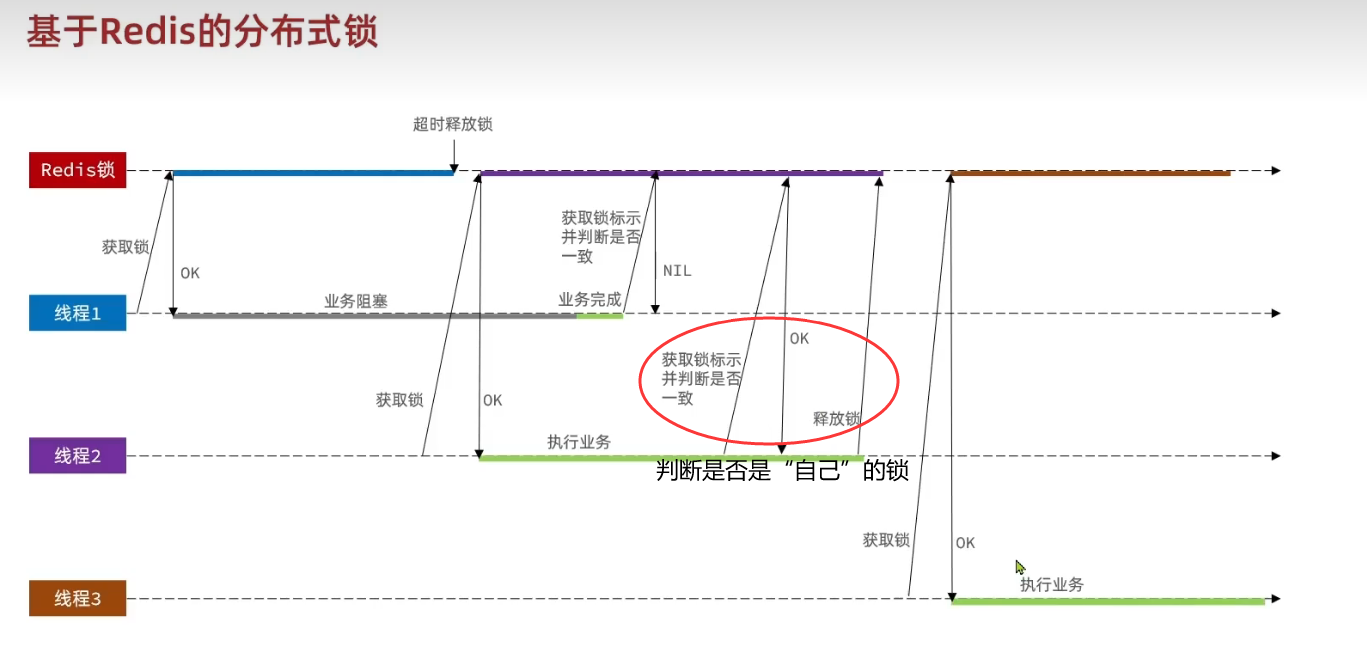 基于Redis的分布式锁
超时释放锁
Redis锁
获取锁
OK
获取锁标示
并判断是否
一致
NIL
线程1
业务阻塞
业务完成
获取锁
OK
获取锁标示
并判断是否
一致
OK
释放锁
线程2
执行业务
判断是否是“自己”的锁
获取锁
OK
线程3
执行业务